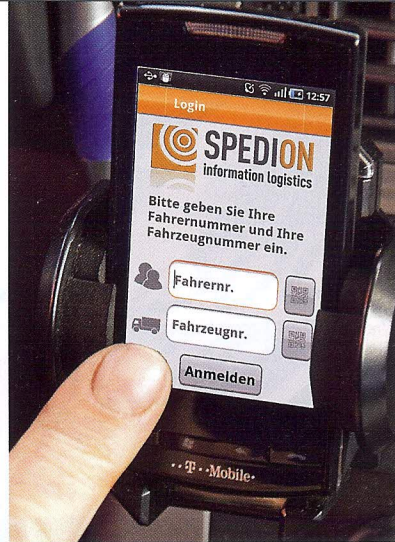 12:57
Login
SPEDION
information logistics
Bitte geben Sie Ihre
Fahrernummer und Ihre
Fahrzeugnummer ein.
Fahrernr.
Fahrzeugnr.
Anmelden
··T··Mobile·